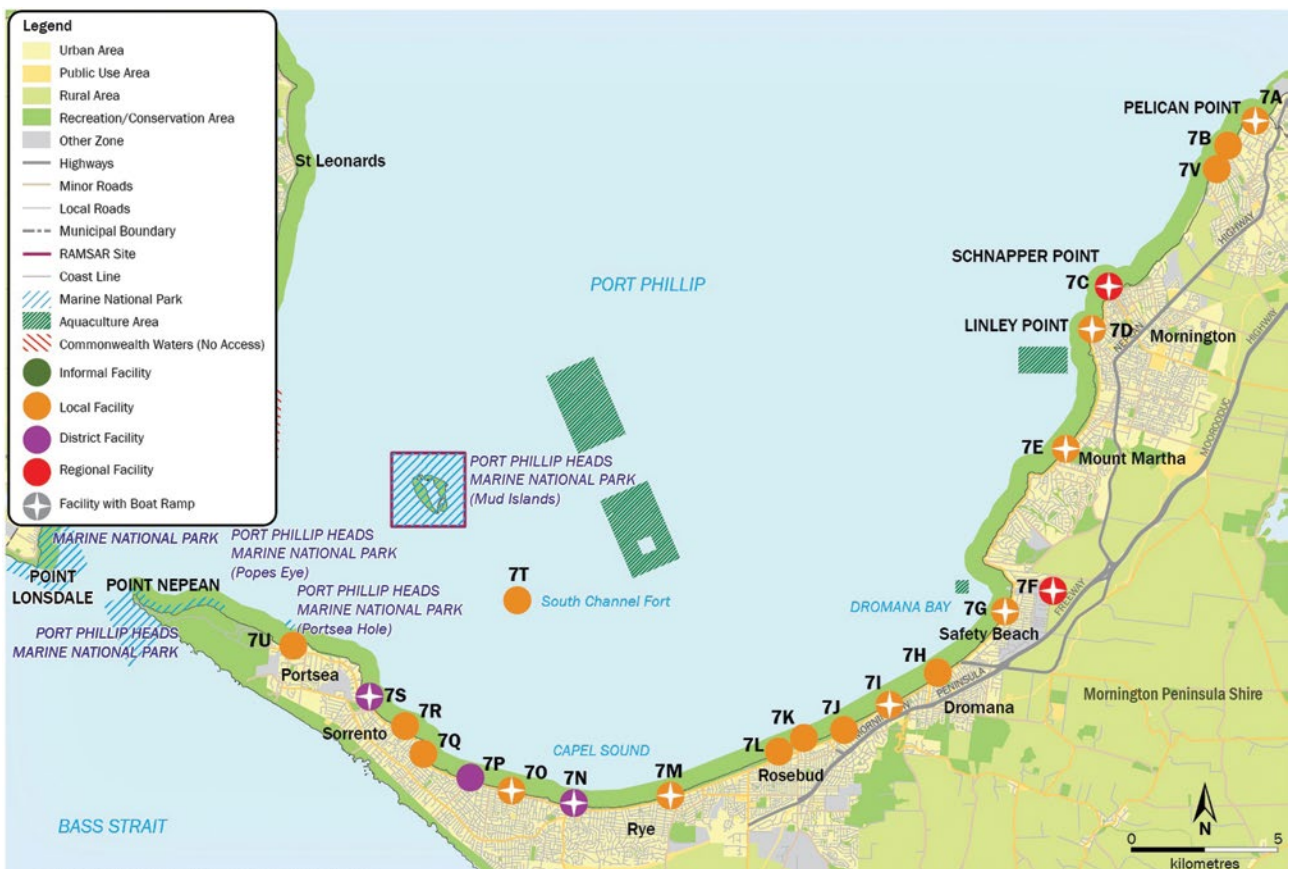 Legend
Urban Area
Public Use Area
Rural Area
Recreation/Conservation Area
Other Zone
Highways
Minor Roads
Local Roads
Municipal Boundary
RAMSAR Site
Coast Line
Marine National Park
Aquaculture Area
Commonwealth Waters (No Access)
Informal Facility
Local Facility
District Facility
Regional Facility
Facility with Boat Ramp
St Leonards
PORT PHILLIP
PELICAN POINT
7A
7B
7V
HIGHWAY
SCHNAPPER POINT
7C
LINLEY POINT
7D
NEPEAN
Mornington
HIGHWAY
MOOROODUC
7E
Mount Martha
PORT PHILLIP HEADS
MARINE NATIONAL PARK
(Mud Islands)
MARINE NATIONAL PARK
PORT PHILLIP HEADS
MARINE NATIONAL PARK
(Popes Eye)
POINT
LONSDALE
POINT NEPEAN
PORT PHILLIP HEADS
MARINE NATIONAL PARK
(Portsea Hole)
PORT PHILLIP HEADS
MARINE NATIONAL PARK
7T
South Channel Fort
DROMANA BAY
7F
FREEWAY
7G
Safety Beach
7U
Portsea
7H
PENINSULA
7S
7R
Sorrento
7Q
7I
MORNINGTON
Dromana
Mornington Peninsula Shire
7J
7K
7L
Rosebud
CAPEL SOUND
7P
7O
7N
7M
Rye
BASS STRAIT
N
0
5
kilometres